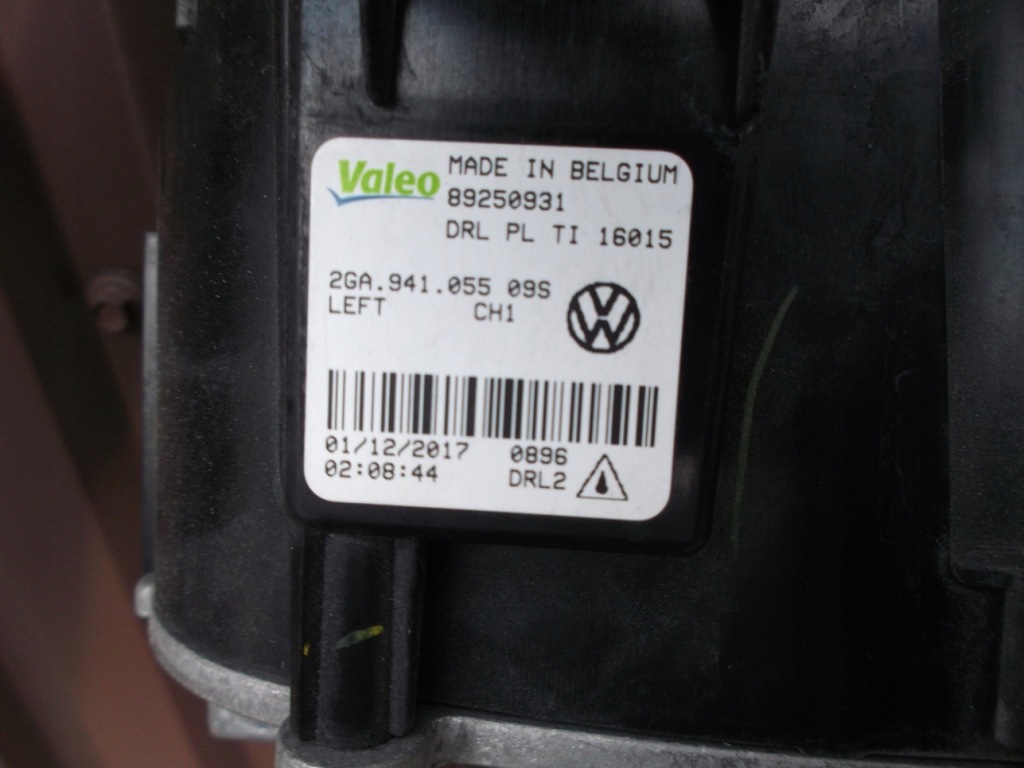 Valeo MADE IN BELGIUM
89250931
DRL PL TI 16015
2GA.941.055 09S
LEFT CH1
01/12/2017 0896
02:08:44 DRL2